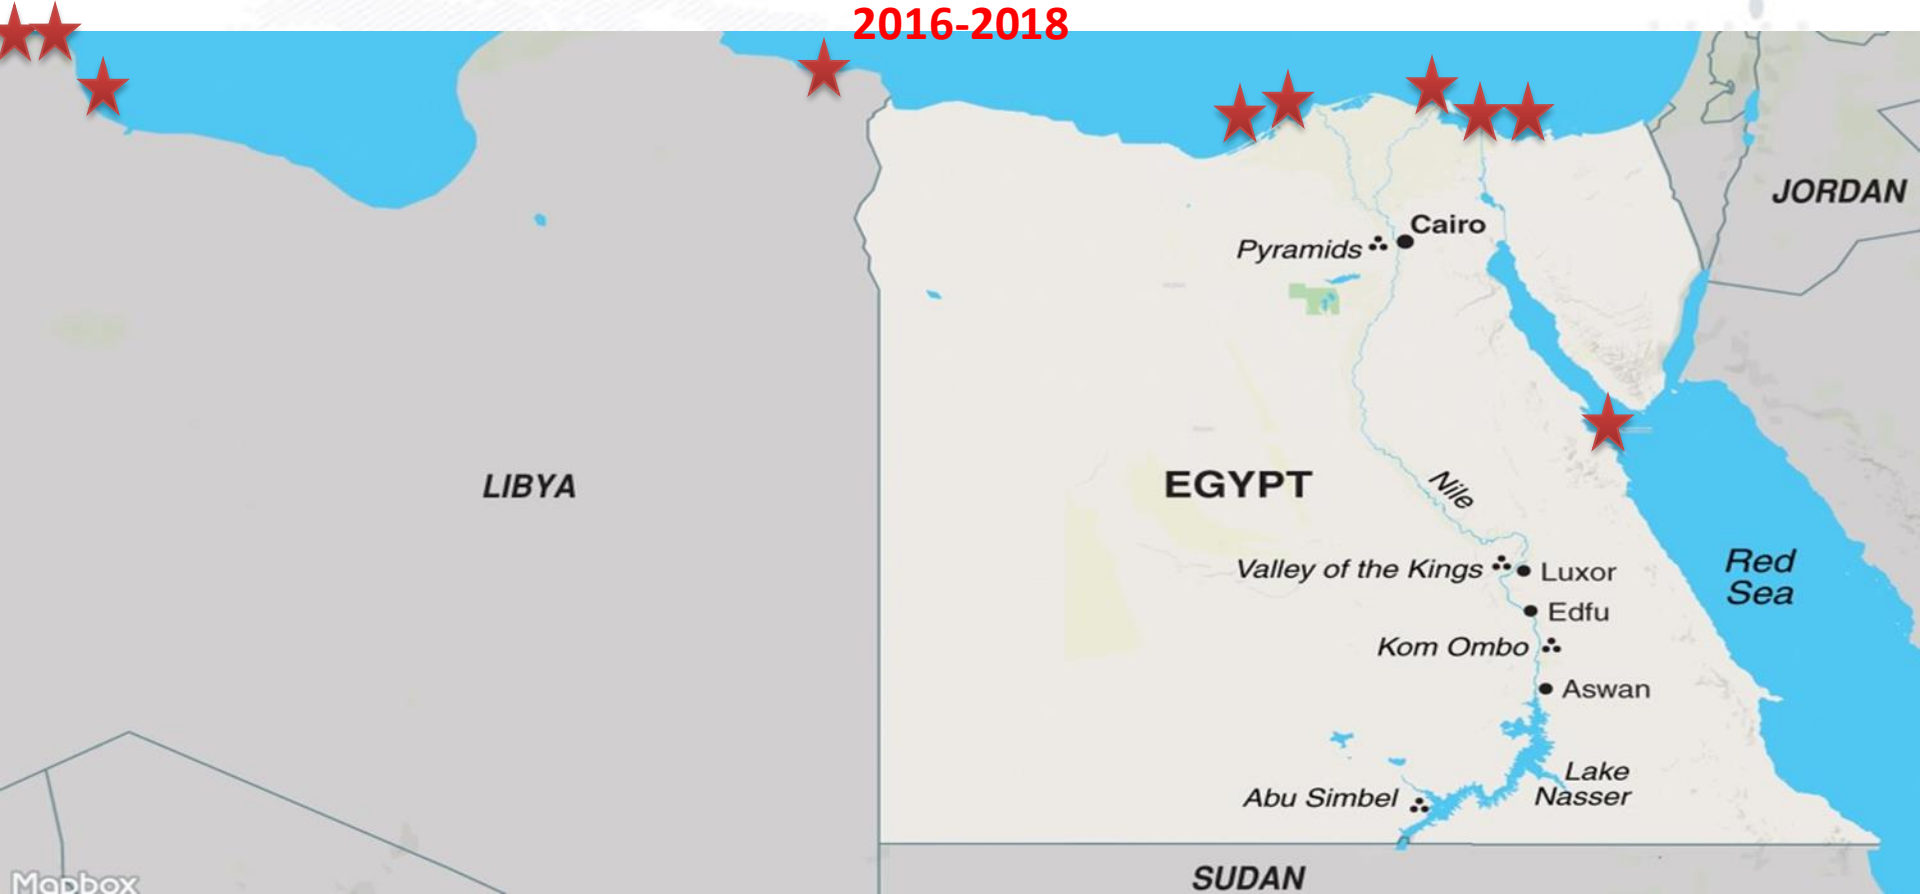 2016-2018
JORDAN
Cairo
Pyramids
LIBYA
EGYPT
Nile
Red
Sea
Valley of the Kings
Luxor
Edfu
Kom Ombo
Aswan
Lake
Nasser
Abu Simbel
SUDAN
Mapbox